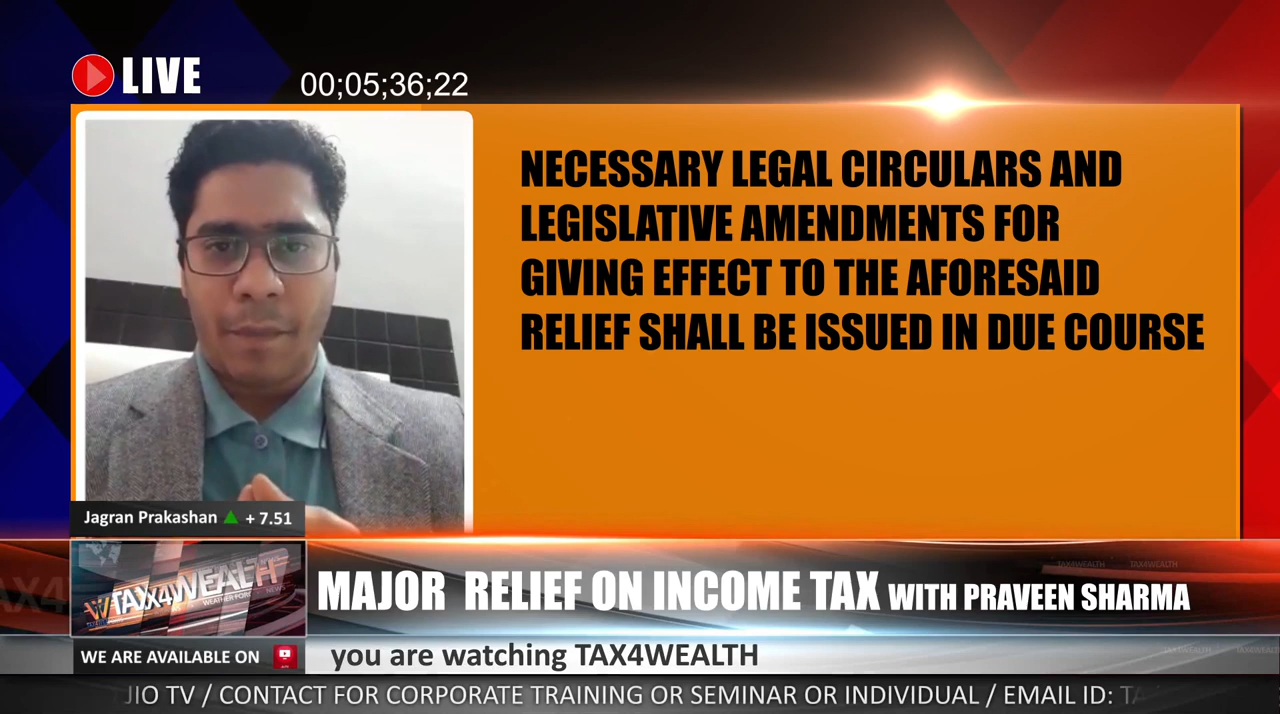 LIVE
00;05;36;22
NECESSARY LEGAL CIRCULARS AND
LEGISLATIVE AMENDMENTS FOR
GIVING EFFECT TO THE AFORESAID
RELIEF SHALL BE ISSUED IN DUE COURSE
Jagran Prakashan + 7.51
TAX4WEALTH
TAX4WEALTH TAX4WEALTH
MAJOR RELIEF ON INCOME TAX WITH PRAVEEN SHARMA
WE ARE AVAILABLE ON
you are watching TAX4WEALTH
JIO TV / CONTACT FOR CORPORATE TRAINING OR SEMINAR OR INDIVIDUAL / EMAIL ID: